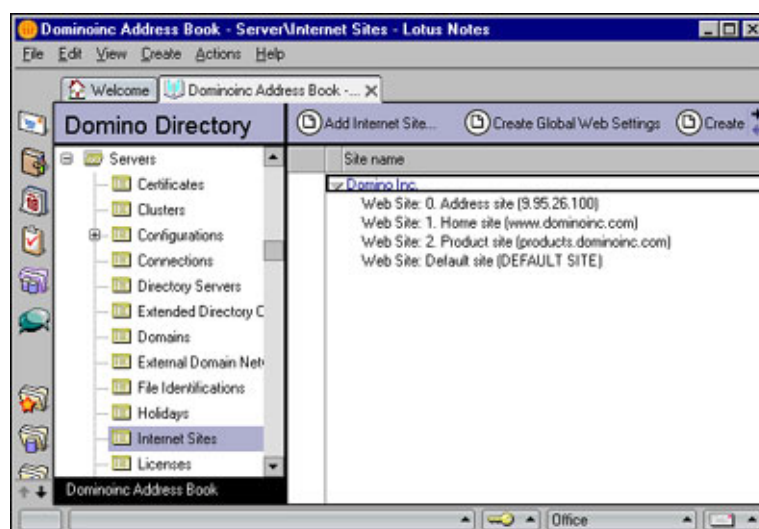 Dominoinc Address Book - Server\Internet Sites - Lotus Notes
File Edit View Create Actions Help
Welcome Dominoinc Address Book -...
Domino Directory
Add Internet Site... Create Global Web Settings Create
Servers
Certificates
Clusters
Configurations
Connections
Directory Servers
Extended Directory C
Domains
External Domain Net
File Identifications
Holidays
Internet Sites
Licenses
Dominoinc Address Book
Site name
Domino Inc.
Web Site: 0. Address site (9.95.26.100)
Web Site: 1. Home site (www.dominoinc.com)
Web Site: 2. Product site (products.dominoinc.com)
Web Site: Default site (DEFAULT SITE)
Office